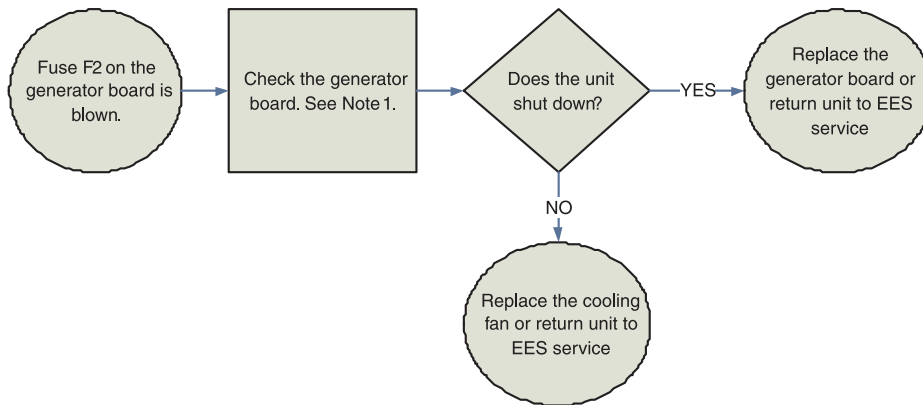 Fuse F2 on the
generator board is
blown.
Check the generator
board. See Note 1.
Does the unit
shut down?
YES
Replace the
generator board or
return unit to EES
service
NO
Replace the cooling
fan or return unit to
EES service